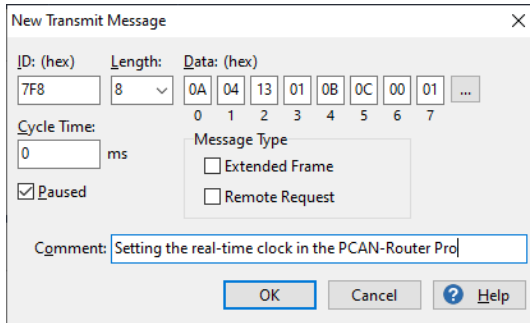 New Transmit Message
ID: (hex) Length: Data: (hex)
7F8 8 0A 04 13 01 0B 0C 00 01 ...
0 1 2 3 4 5 6 7
Cycle Time:
0 ms
Message Type
Extended Frame
Paused
Remote Request
Comment: Setting the real-time clock in the PCAN-Router Pro
OK Cancel ? Help